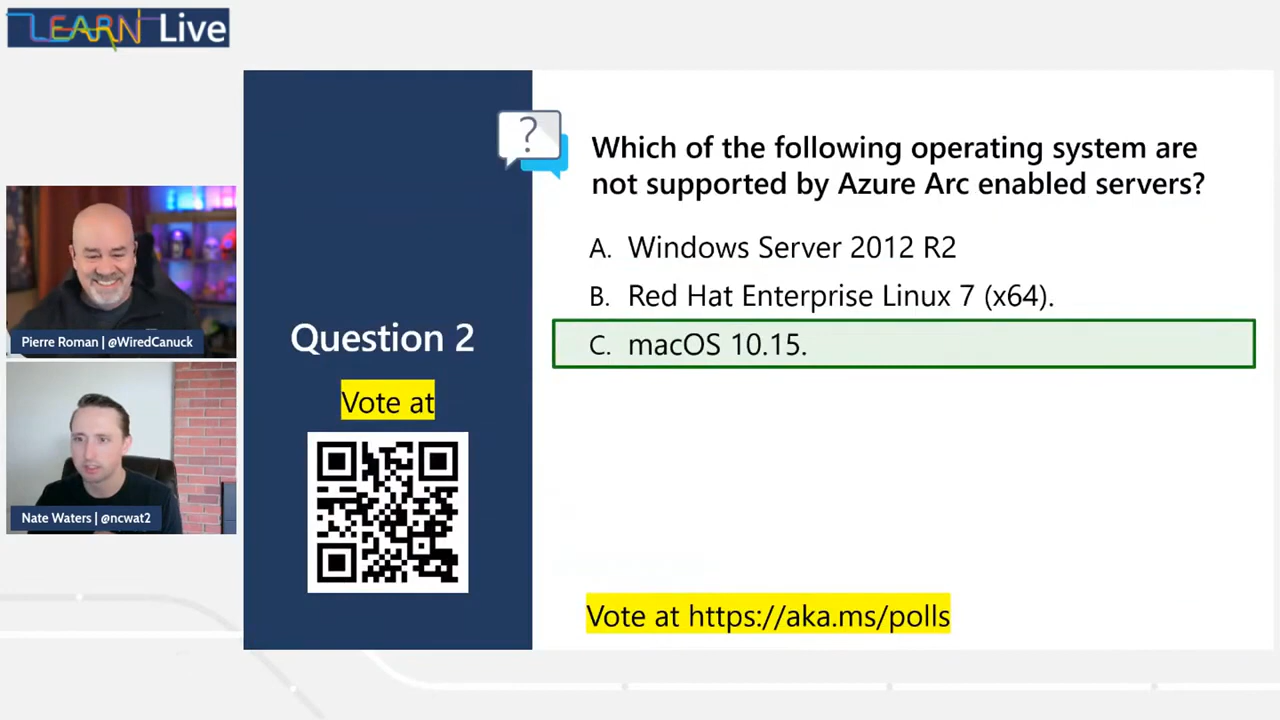 LEARN Live
Which of the following operating system are
not supported by Azure Arc enabled servers?
A. Windows Server 2012 R2
B. Red Hat Enterprise Linux 7 (x64).
C. macOS 10.15.
Question 2
Vote at
Pierre Roman | @WiredCanuck
Nate Waters | @ncwat2
Vote at https://aka.ms/polls